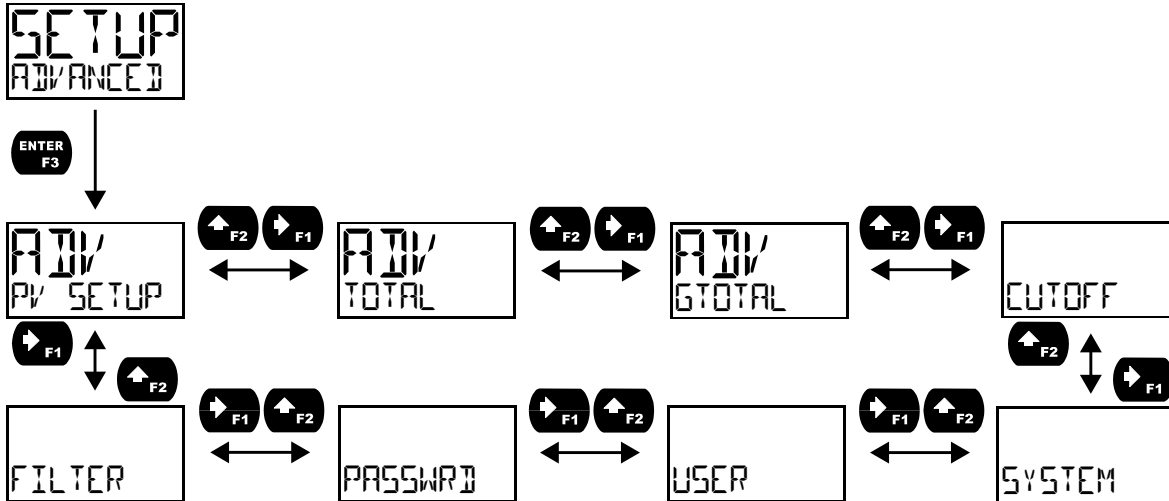 SETUP
ADVANCED
ENTER
F3
F2 F1 F2 F1 F2 F1
ADV ADV ADV
PV SETUP TOTAL GTOTAL CUTOFF
F1 F2
F2 F1
F1 F2 F1 F2 F1 F2
FILTER PASSWRD USER SYSTEM